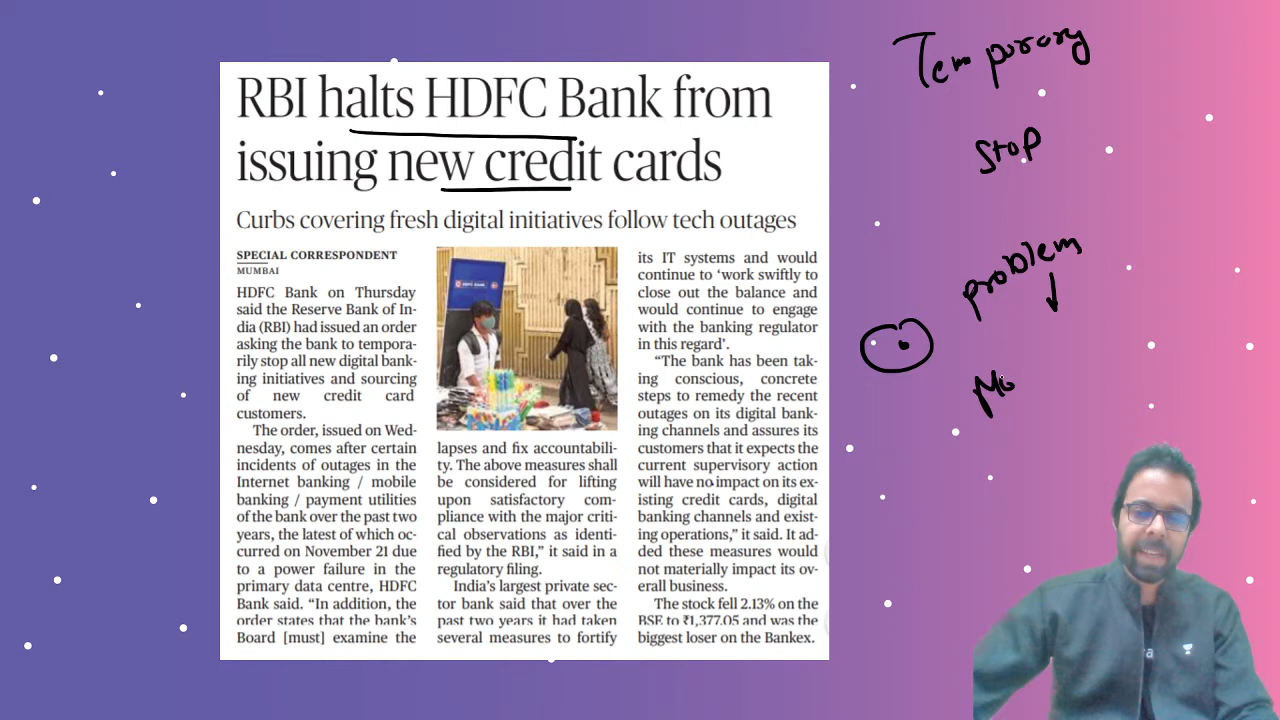 RBI halts HDFC Bank from
issuing new credit cards
Curbs covering fresh digital initiatives follow tech outages
SPECIAL CORRESPONDENT
MUMBAI
HDFC Bank on Thursday
said the Reserve Bank of In-
dia (RBI) had issued an order
asking the bank to tempora-
rily stop all new digital bank-
ing initiatives and sourcing
of new credit card
customers.
The order, issued on Wed-
nesday, comes after certain
incidents of outages in the
Internet banking / mobile
banking / payment utilities
of the bank over the past two
years, the latest of which oc-
curred on November 21 due
to a power failure in the
primary data centre, HDFC
Bank said. “In addition, the
order states that the bank’s
Board [must] examine the
HDFC BANK
lapses and fix accountabili-
ty. The above measures shall
be considered for lifting
upon satisfactory com-
pliance with the major criti-
cal observations as identi-
fied by the RBI,” it said in a
regulatory filing.
India’s largest private sec-
tor bank said that over the
past two years it had taken
several measures to fortify
its IT systems and would
continue to ‘work swiftly to
close out the balance and
would continue to engage
with the banking regulator
in this regard’.
“The bank has been tak-
ing conscious, concrete
steps to remedy the recent
outages on its digital bank-
ing channels and assures its
customers that it expects the
current supervisory action
will have no impact on its ex-
isting credit cards, digital
banking channels and exist-
ing operations,” it said. It ad-
ded these measures would
not materially impact its ov-
erall business.
The stock fell 2.13% on the
BSE to ₹1,377.05 and was the
biggest loser on the Bankex.
Temporary
Stop
problem
Mo